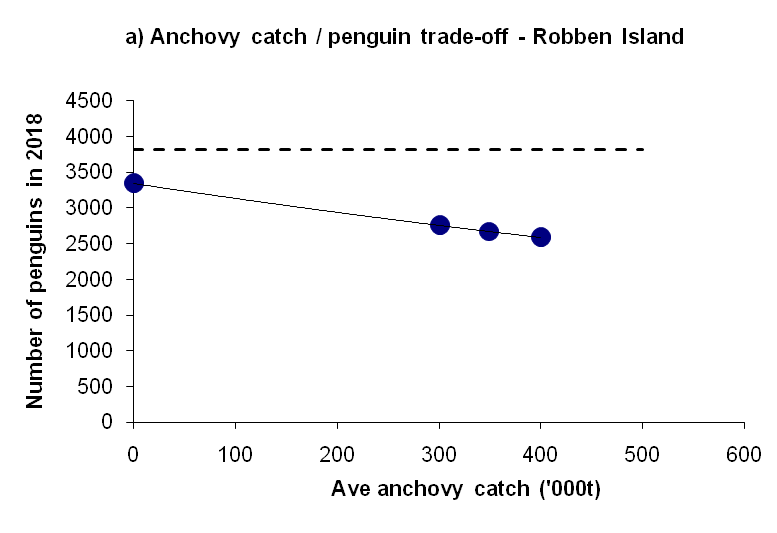 a) Anchovy catch / penguin trade-off - Robben Island
Number of penguins in 2018
4500
4000
3500
3000
2500
2000
1500
1000
500
0
0 100 200 300 400 500 600
Ave anchovy catch ('000t)